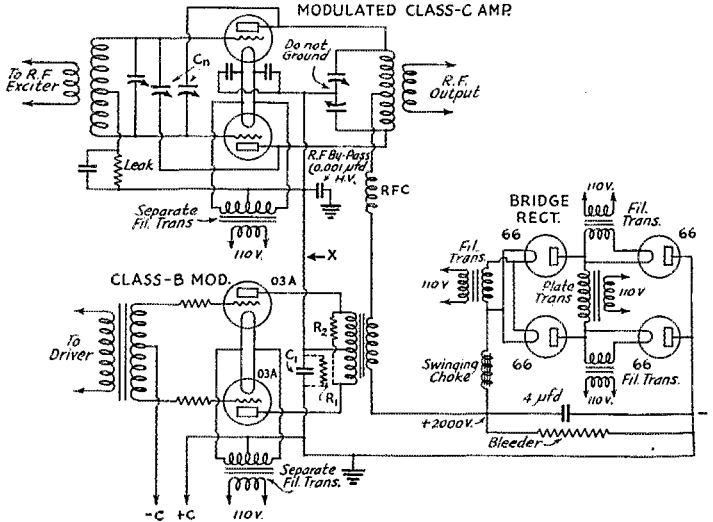 MODULATED CLASS-C AMP.
Do not
Ground
Cn
To R.F.
Exciter
R.F.
Output
Leak
R.F. By-Pass
(0.001 µfd
H.V.
RFC
Separate
Fil. Trans
110 V.
X
BRIDGE
RECT.
110 V.
Fil.
Trans.
66
66
Fil.
Trans.
110 V
Plate
Trans
110 V
CLASS-B MOD.
03A
To
Driver
R2
C1
R1
03A
Swinging
Choke
66
66
Fil. Trans.
110 V.
4 µfd
-
+2000V.
Bleeder
Separate
Fil. Trans.
-C
+C
110 V.